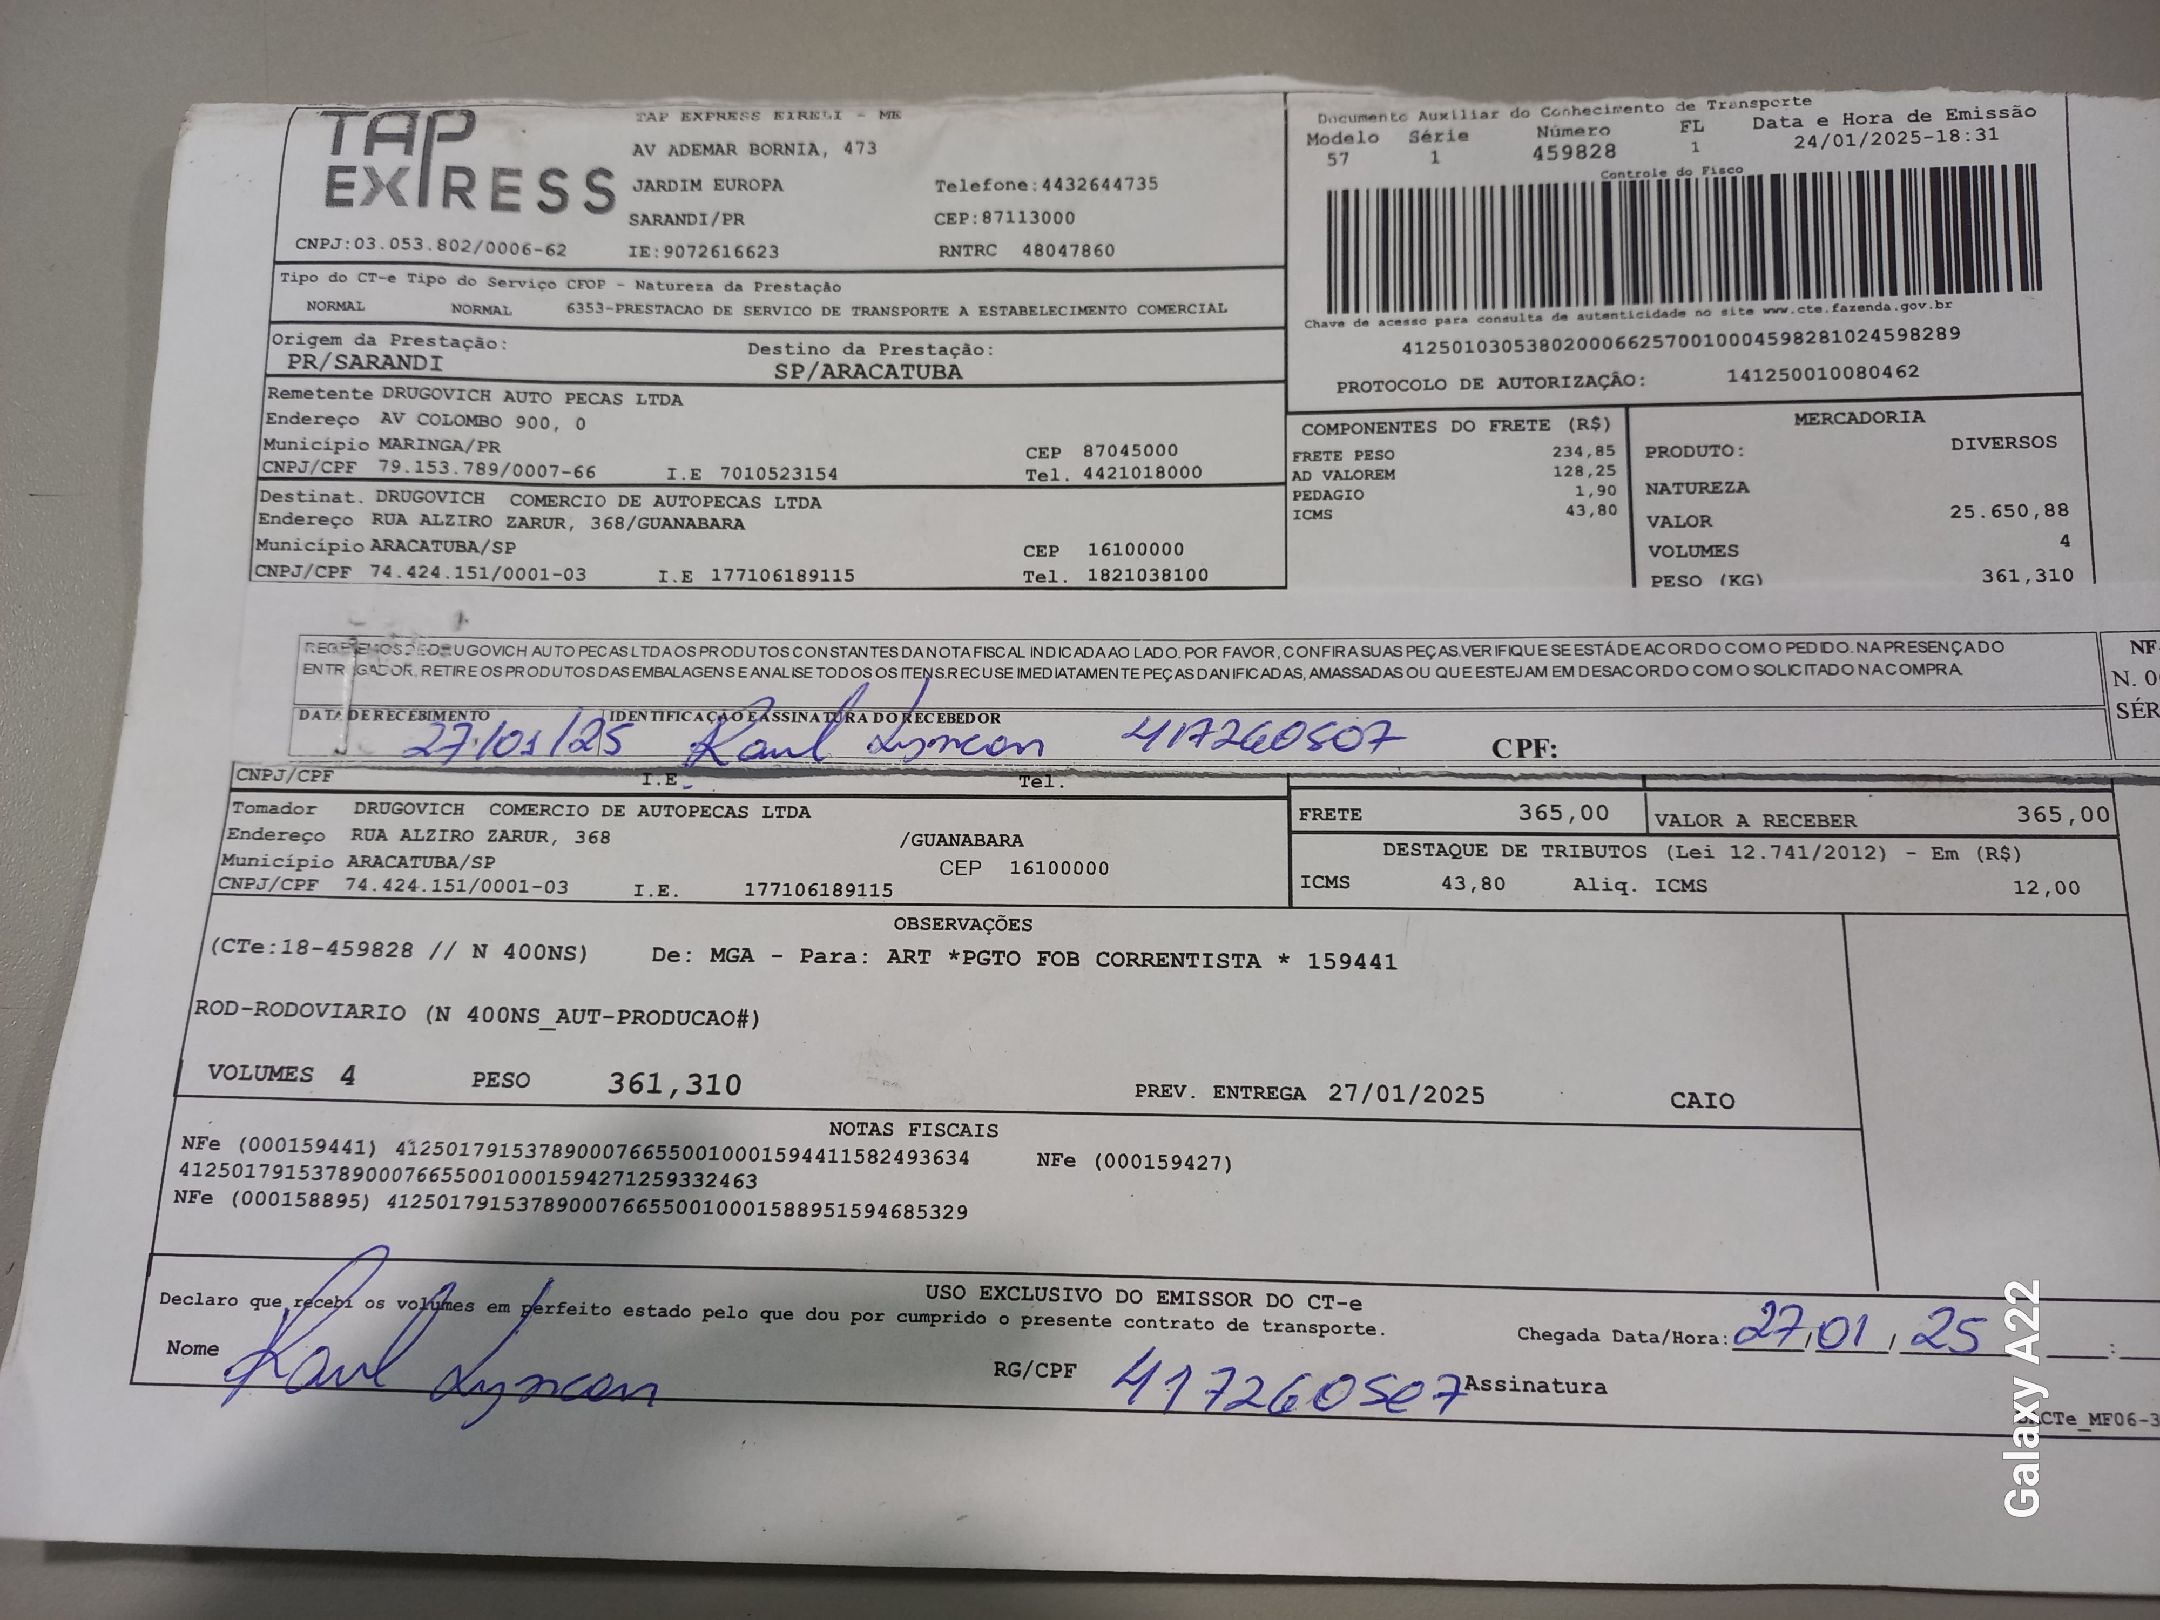 TAP EXPRESS
TAP EXPRESS EIRELI - ME
AV ADEMAR BORNIA, 473
JARDIM EUROPA Telefone:4432644735
SARANDI/PR CEP:87113000
CNPJ:03.053.802/0006-62 IE:9072616623 RNTRC 48047860
Documento Auxiliar do Conhecimento de Transporte
Modelo Série Número FL Data e Hora de Emissão
57 1 459828 1 24/01/2025-18:31
Controle do Fisco
Chave de acesso para consulta de autenticidade no site www.cte.fazenda.gov.br
41250103053802000662570010004598281024598289
PROTOCOLO DE AUTORIZAÇÃO: 141250010080462
Tipo do CT-e Tipo do Serviço CFOP - Natureza da Prestação
NORMAL NORMAL 6353-PRESTACAO DE SERVICO DE TRANSPORTE A ESTABELECIMENTO COMERCIAL
Origem da Prestação: Destino da Prestação:
PR/SARANDI SP/ARACATUBA
Remetente DRUGOVICH AUTO PECAS LTDA
Endereço AV COLOMBO 900, 0
Município MARINGA/PR CEP 87045000
CNPJ/CPF 79.153.789/0007-66 I.E 7010523154 Tel. 4421018000
Destinat. DRUGOVICH COMERCIO DE AUTOPECAS LTDA
Endereço RUA ALZIRO ZARUR, 368/GUANABARA
Município ARACATUBA/SP CEP 16100000
CNPJ/CPF 74.424.151/0001-03 I.E 177106189115 Tel. 1821038100
COMPONENTES DO FRETE (R$)
FRETE PESO 234,85
AD VALOREM 128,25
PEDAGIO 1,90
ICMS 43,80
MERCADORIA
PRODUTO: DIVERSOS
NATUREZA
VALOR 25.650,88
VOLUMES 4
PESO (KG) 361,310
RECEBEMOS DE DRUGOVICH AUTO PECAS LTDA OS PRODUTOS CONSTANTES DA NOTA FISCAL INDICADA AO LADO. POR FAVOR, CONFIRA SUAS PEÇAS. VERIFIQUE SE ESTÁ DE ACORDO COM O PEDIDO. NA PRESENÇA DO
ENTREGADOR, RETIRE OS PRODUTOS DAS EMBALAGENS E ANALISE TODOS OS ITENS. RECUSE IMEDIATAMENTE PEÇAS DANIFICADAS, AMASSADAS OU QUE ESTEJAM EM DESACORDO COM O SOLICITADO NA COMPRA.
NF
N. 0
SÉR
DATA DE RECEBIMENTO IDENTIFICAÇÃO E ASSINATURA DO RECEBEDOR
27/01/25 Raul Lyncon 417260507 CPF:
CNPJ/CPF I.E. Tel.
Tomador DRUGOVICH COMERCIO DE AUTOPECAS LTDA
Endereço RUA ALZIRO ZARUR, 368 /GUANABARA
Município ARACATUBA/SP CEP 16100000
CNPJ/CPF 74.424.151/0001-03 I.E. 177106189115
FRETE 365,00 VALOR A RECEBER 365,00
DESTAQUE DE TRIBUTOS (Lei 12.741/2012) - Em (R$)
ICMS 43,80 Aliq. ICMS 12,00
OBSERVAÇÕES
(CTe:18-459828 // N 400NS) De: MGA - Para: ART *PGTO FOB CORRENTISTA * 159441
ROD-RODOVIARIO (N 400NS_AUT-PRODUCAO#)
VOLUMES 4 PESO 361,310 PREV. ENTREGA 27/01/2025 CAIO
NOTAS FISCAIS
NFe (000159441) 41250179153789000766550010001594411582493634 NFe (000159427)
41250179153789000766550010001594271259332463
NFe (000158895) 41250179153789000766550010001588951594685329
USO EXCLUSIVO DO EMISSOR DO CT-e
Declaro que recebi os volumes em perfeito estado pelo que dou por cumprido o presente contrato de transporte.
Nome Raul Lyncon RG/CPF 417260507 Assinatura Chegada Data/Hora: 27/01/25 :
DACTe_MF06-3
Galaxy A22